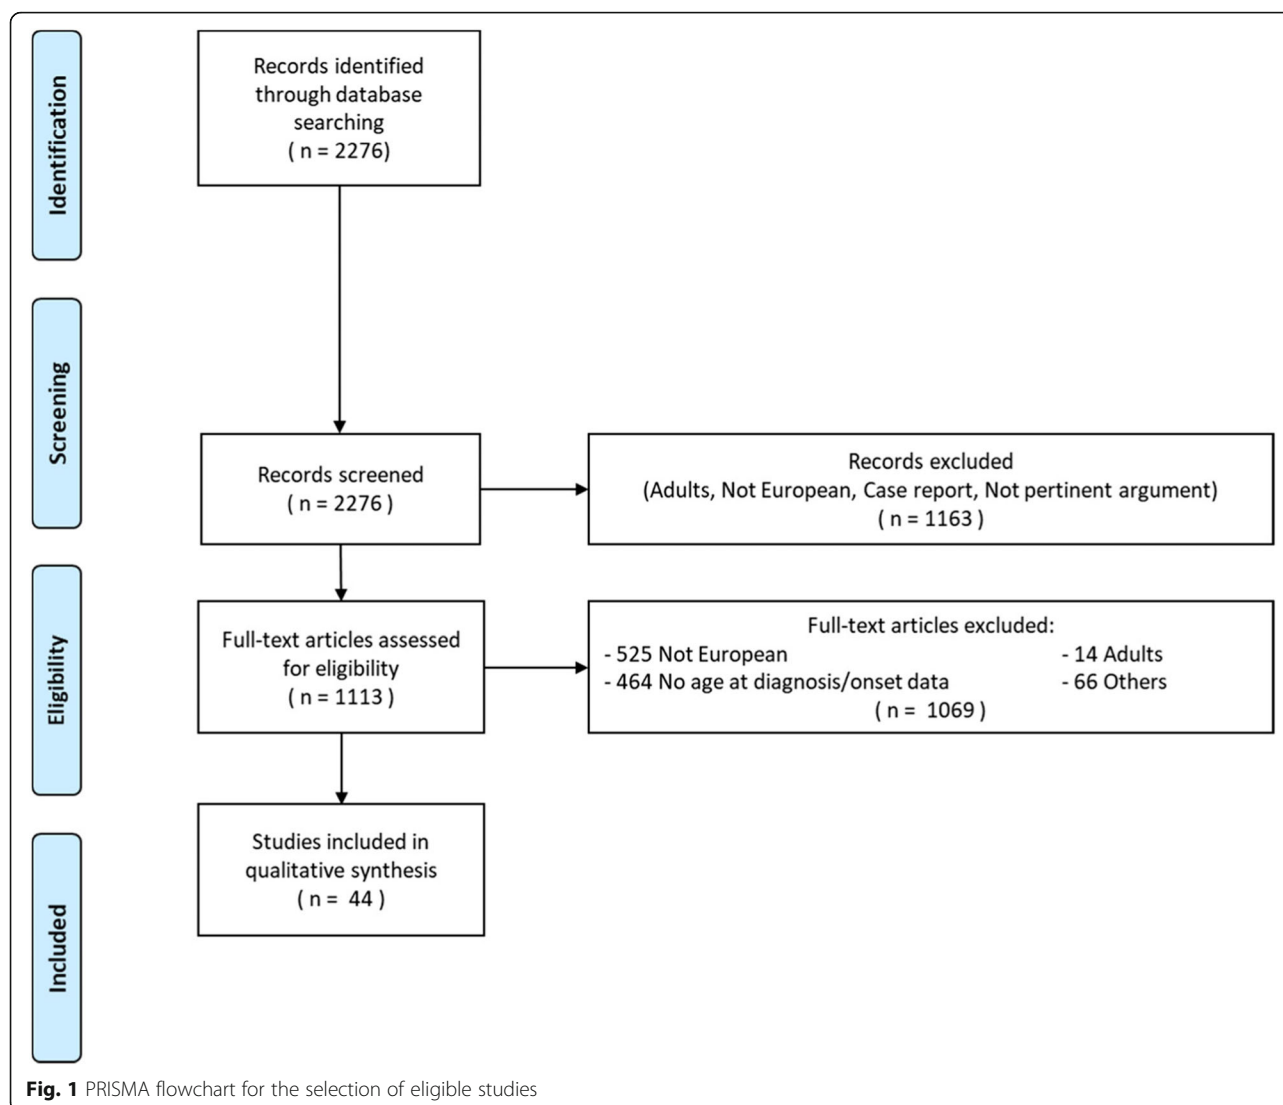 Identification
Records identified
through database
searching
( n = 2276)
Screening
Records screened
( n = 2276 )
Records excluded
(Adults, Not European, Case report, Not pertinent argument)
( n = 1163 )
Eligibility
Full-text articles assessed
for eligibility
( n = 1113 )
Full-text articles excluded:
- 525 Not European - 14 Adults
- 464 No age at diagnosis/onset data - 66 Others
( n = 1069 )
Included
Studies included in
qualitative synthesis
( n = 44 )
Fig. 1 PRISMA flowchart for the selection of eligible studies